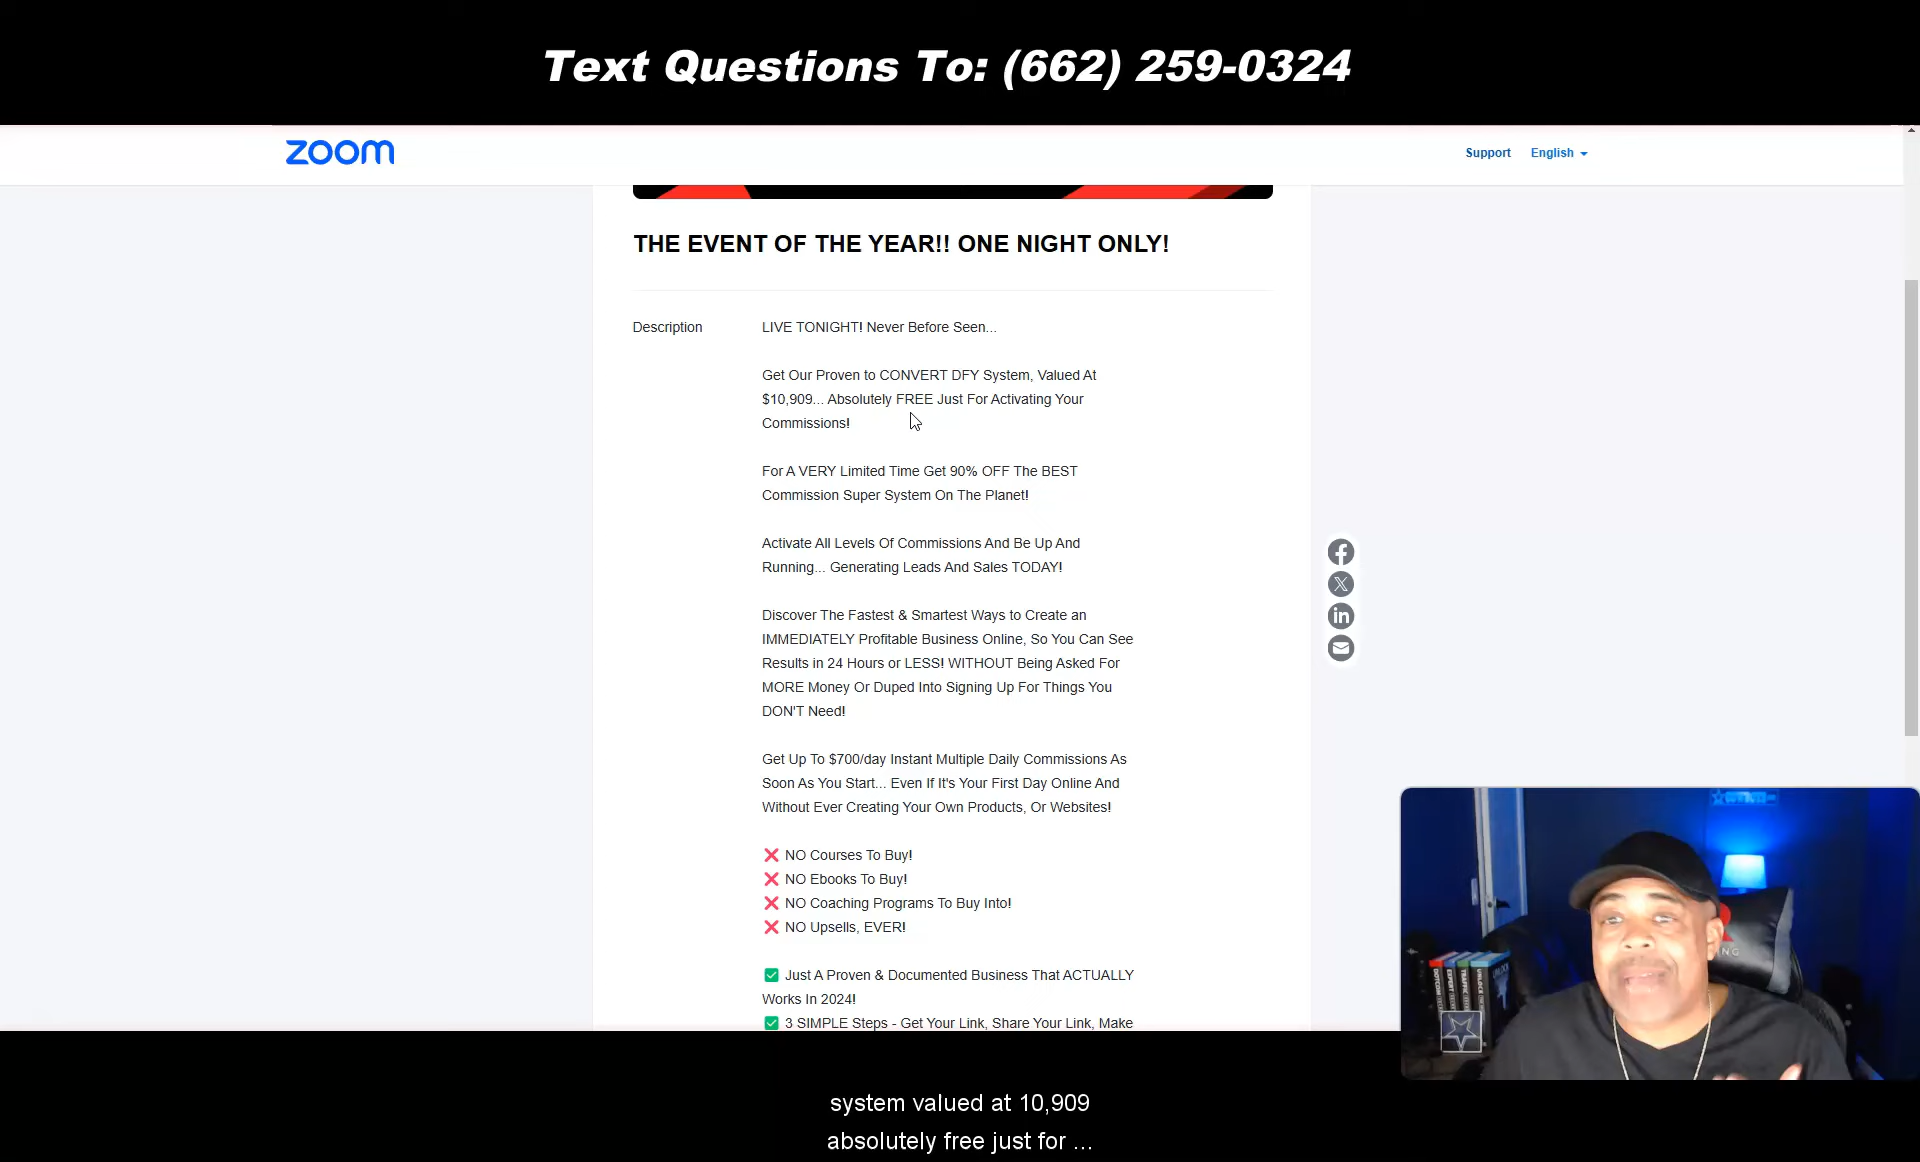 Text Questions To: (662) 259-0324
zoom
Support English
THE EVENT OF THE YEAR!! ONE NIGHT ONLY!
Description
LIVE TONIGHT! Never Before Seen...
Get Our Proven to CONVERT DFY System, Valued At
$10,909... Absolutely FREE Just For Activating Your
Commissions!
For A VERY Limited Time Get 90% OFF The BEST
Commission Super System On The Planet!
Activate All Levels Of Commissions And Be Up And
Running... Generating Leads And Sales TODAY!
Discover The Fastest & Smartest Ways to Create an
IMMEDIATELY Profitable Business Online, So You Can See
Results in 24 Hours or LESS! WITHOUT Being Asked For
MORE Money Or Duped Into Signing Up For Things You
DON'T Need!
Get Up To $700/day Instant Multiple Daily Commissions As
Soon As You Start... Even If It's Your First Day Online And
Without Ever Creating Your Own Products, Or Websites!
❌ NO Courses To Buy!
❌ NO Ebooks To Buy!
❌ NO Coaching Programs To Buy Into!
❌ NO Upsells, EVER!
✅ Just A Proven & Documented Business That ACTUALLY
Works In 2024!
✅ 3 SIMPLE Steps - Get Your Link, Share Your Link, Make
DOTCOM
EXPERT
TRAFFIC
UNLOCK
system valued at 10,909
absolutely free just for ...